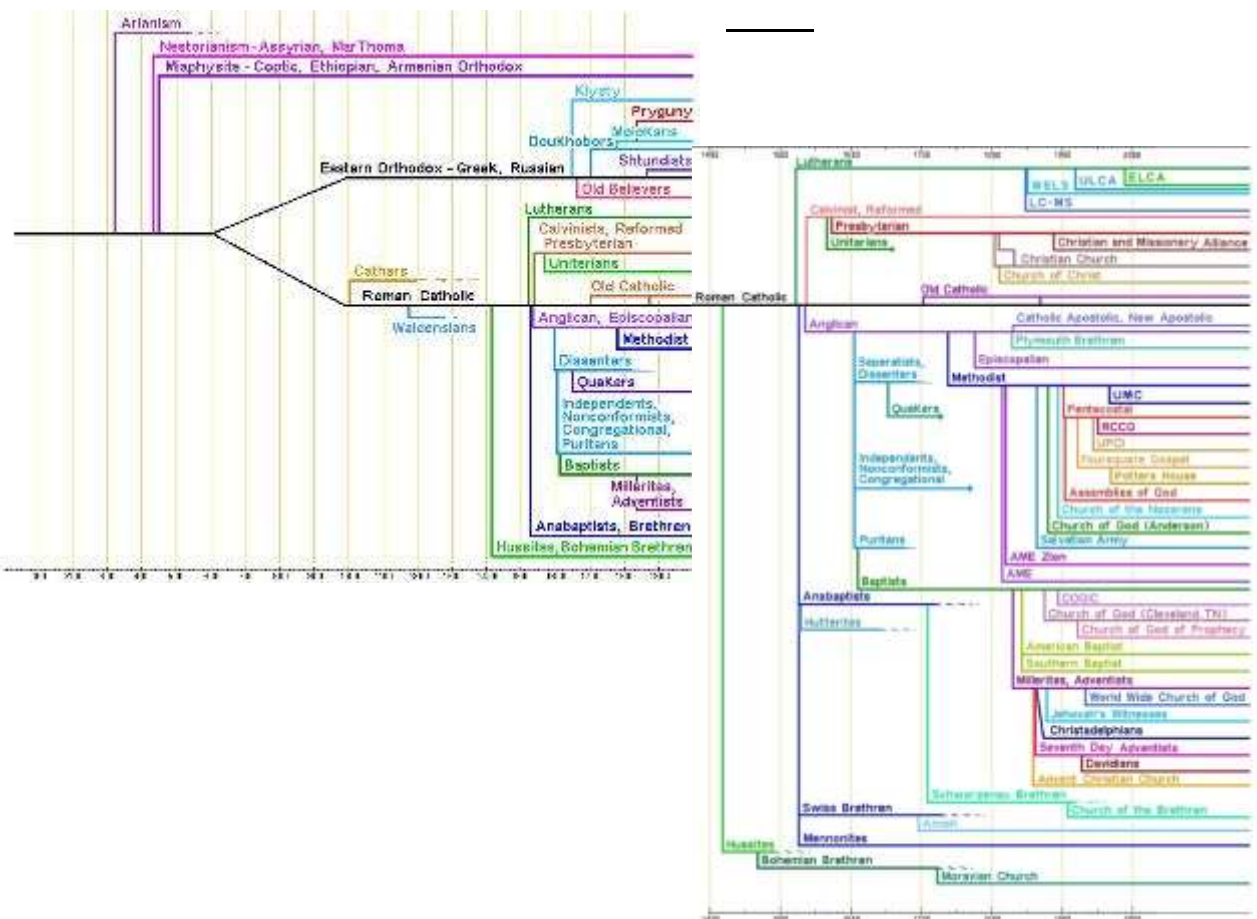 Arianism
Nestorianism-Assyrian, Mar Thoma
Miaphysite - Coptic, Ethiopian, Armenian Orthodox
Klysty
Pryguny
Molokans
Doukhobors
Shtundists
Eastern Orthodox - Greek, Russian
Old Believers
Lutherans
Calvinists, Reformed
Presbyterian
Uniterians
Cathars
Old Catholic
Roman Catholic
Waldensians
Anglican, Episcopalian
Methodist
Dissenters
Quakers
Independents,
Nonconformists,
Congregational,
Puritans
Baptists
Millerites,
Adventists
Anabaptists, Brethren
Hussites, Bohemian Brethren
Lutherans
WELS
ULCA
ELCA
LC-MS
Calvinist, Reformed
Presbyterian
Unitarians
Christian and Missionary Alliance
Christian Church
Church of Christ
Old Catholic
Roman Catholic
Anglican
Catholic Apostolic, New Apostolic
Plymouth Brethren
Episcopalian
Separatists,
Dissenters
Methodist
UMC
Quakers
Pentecostal
RCCG
UPCI
Foursquare Gospel
Potters House
Independents,
Nonconformists,
Congregational
Assemblies of God
Church of the Nazarene
Church of God (Anderson)
Puritans
Salvation Army
AME Zion
AME
Baptists
Anabaptists
COGIC
Church of God (Cleveland TN)
Church of God of Prophecy
Hutterites
American Baptist
Southern Baptist
Millerites, Adventists
World Wide Church of God
Jehovah's Witnesses
Christadelphians
Seventh Day Adventists
Davidians
Advent Christian Church
Schwarzenau Brethren
Church of the Brethren
Swiss Brethren
Amish
Mennonites
Hussites
Bohemian Brethren
Moravian Church